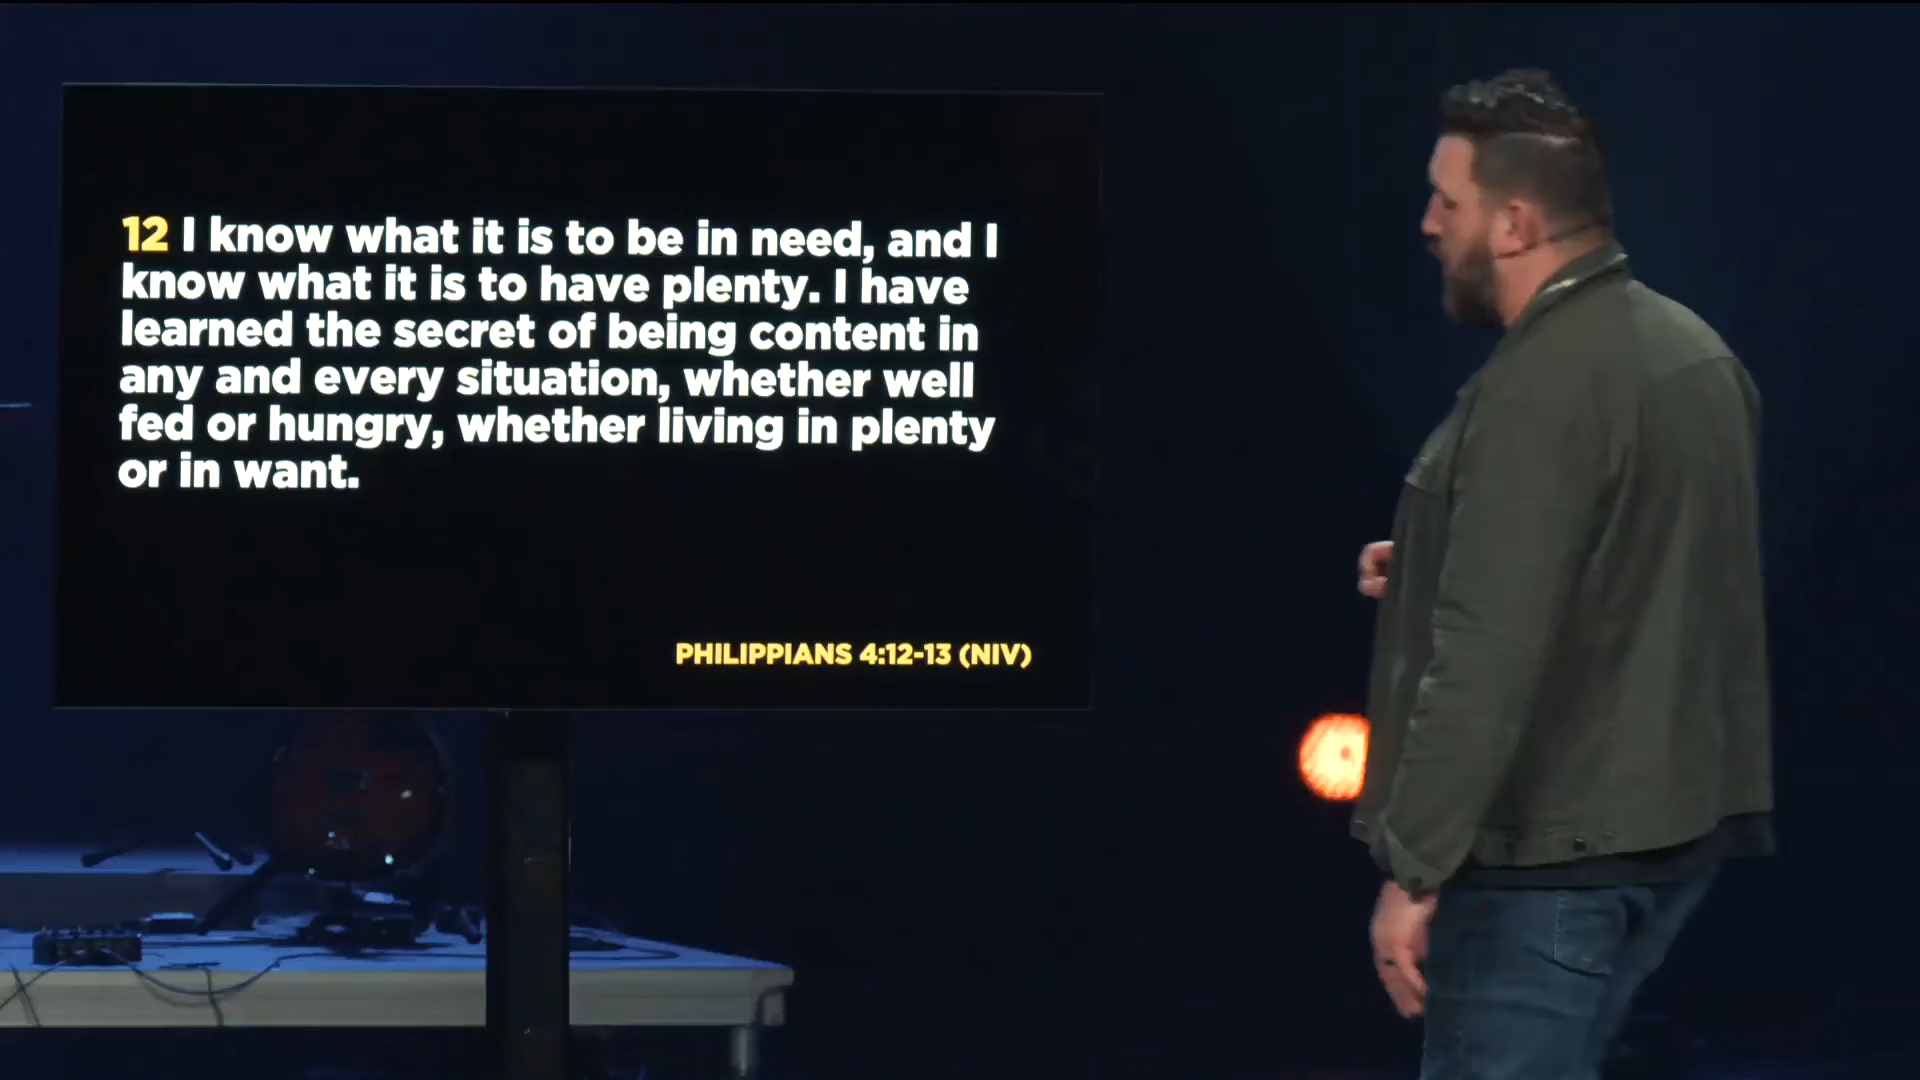 12 I know what it is to be in need, and I
know what it is to have plenty. I have
learned the secret of being content in
any and every situation, whether well
fed or hungry, whether living in plenty
or in want.
PHILIPPIANS 4:12-13 (NIV)